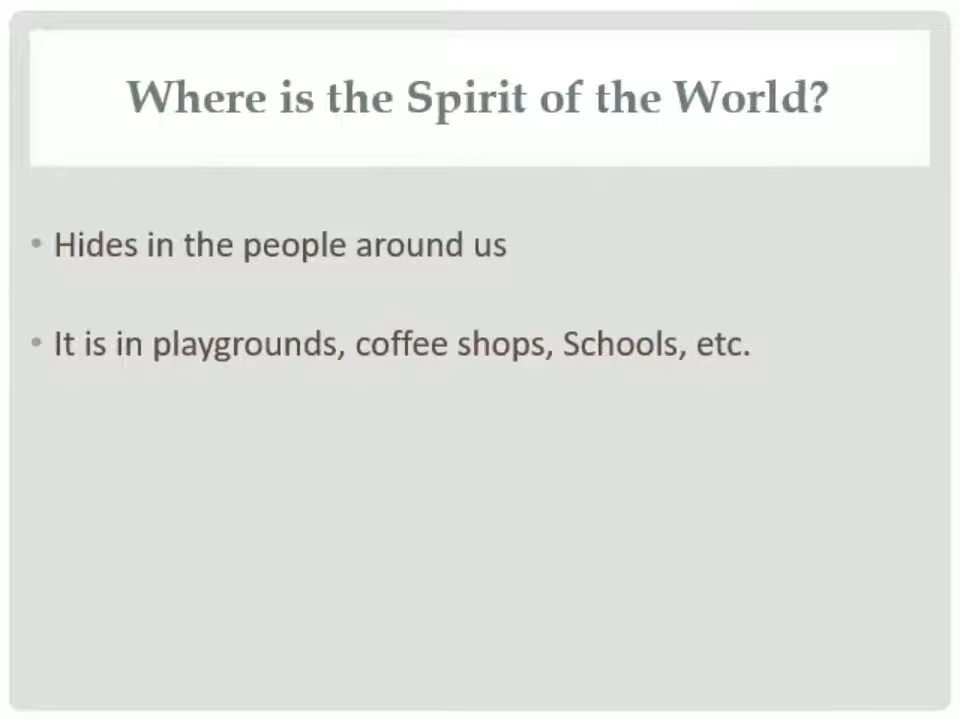 Where is the Spirit of the World?
• Hides in the people around us
• It is in playgrounds, coffee shops, Schools, etc.